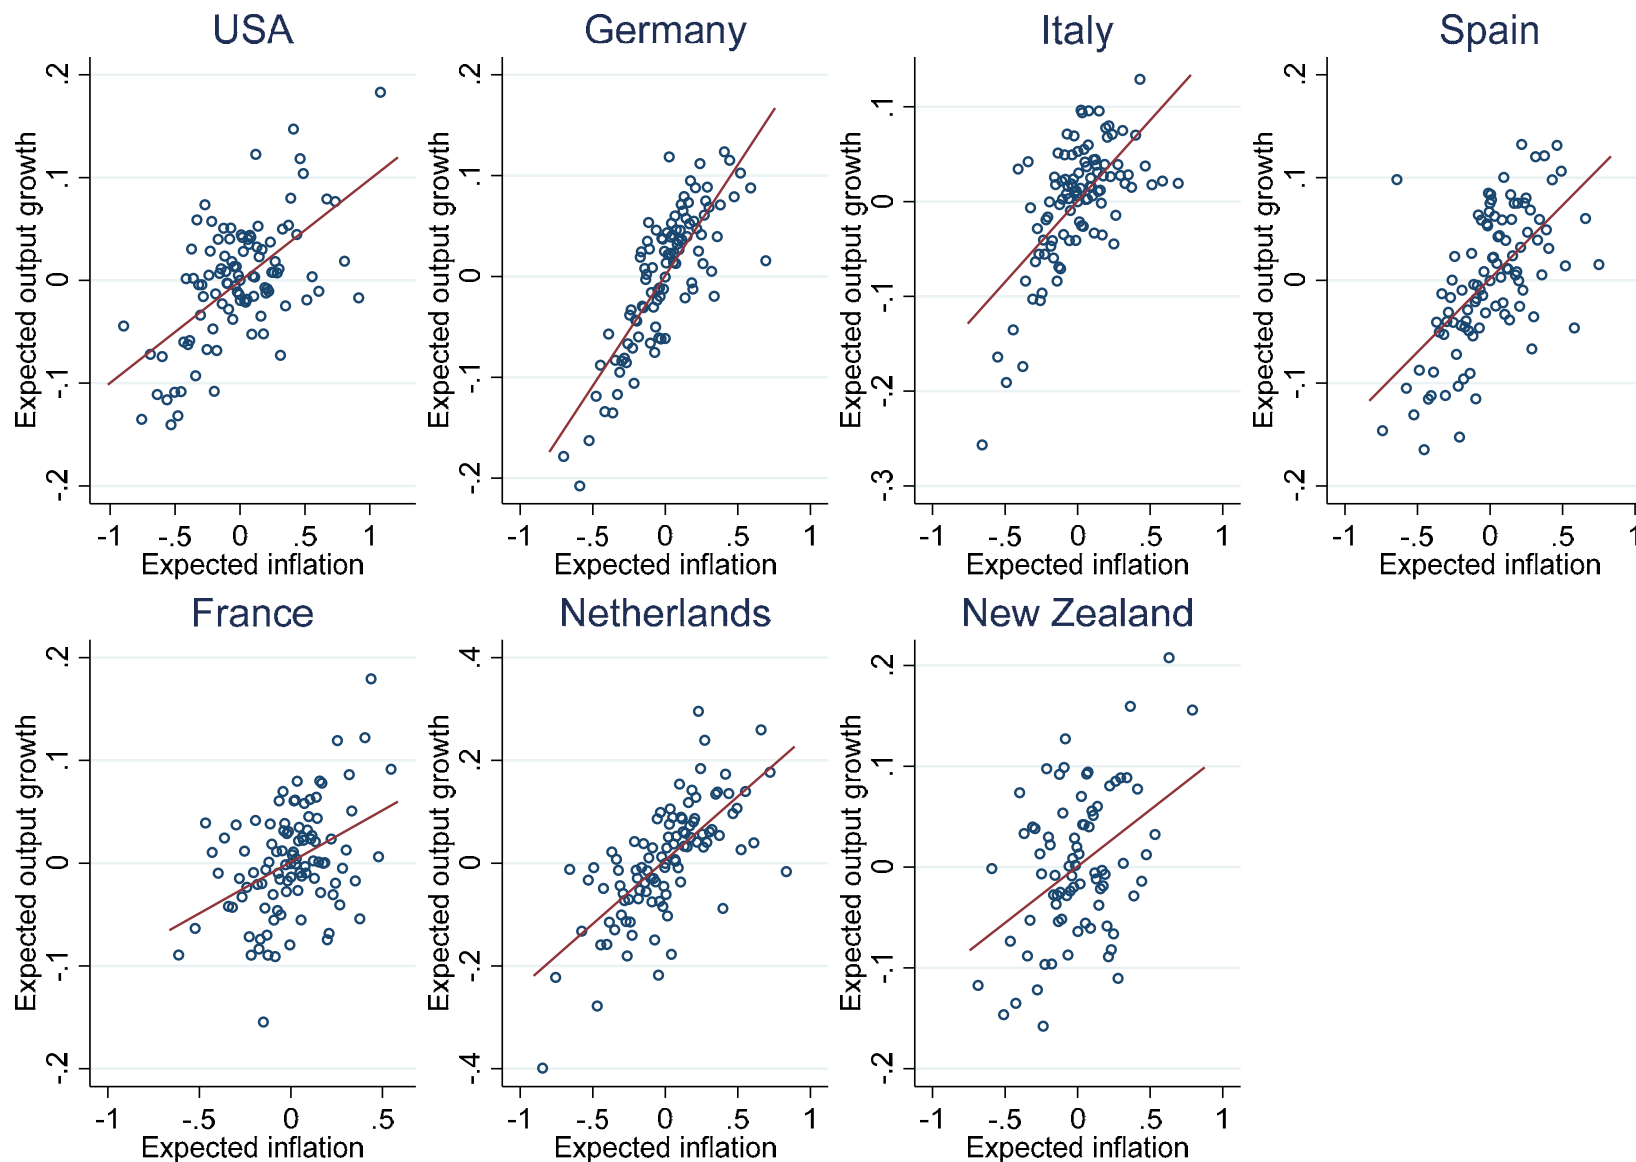 USA
Expected output growth
.2
.1
0
-.1
-.2
-1 -.5 0 .5 1
Expected inflation
Germany
Expected output growth
.2
.1
0
-.1
-.2
-1 -.5 0 .5 1
Expected inflation
Italy
Expected output growth
.1
0
-.1
-.2
-.3
-1 -.5 0 .5 1
Expected inflation
Spain
Expected output growth
.2
.1
0
-.1
-.2
-1 -.5 0 .5 1
Expected inflation
France
Expected output growth
.2
.1
0
-.1
-.2
-1 -.5 0 .5
Expected inflation
Netherlands
Expected output growth
.4
.2
0
-.2
-.4
-1 -.5 0 .5 1
Expected inflation
New Zealand
Expected output growth
.2
.1
0
-.1
-.2
-1 -.5 0 .5 1
Expected inflation